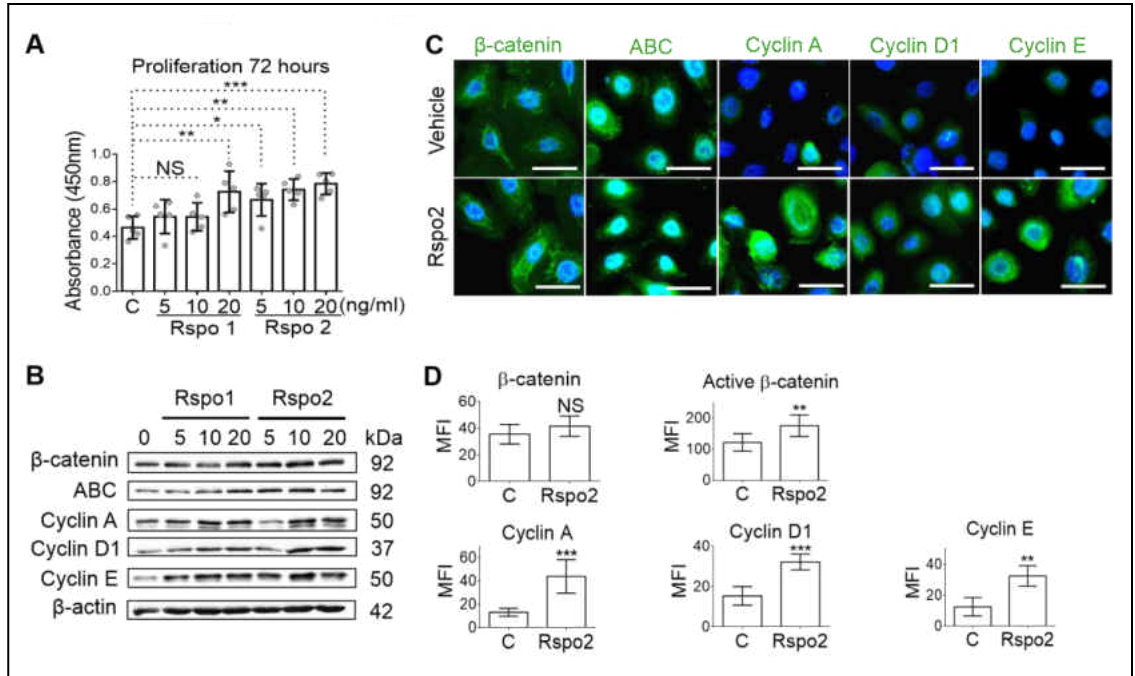 A
Proliferation 72 hours
***
**
*
**
NS
Absorbance (450nm)
1.0
0.8
0.6
0.4
0.2
0.0
C 5 10 20 5 10 20 (ng/ml)
Rspo 1 Rspo 2
B
Rspo1 Rspo2
0 5 10 20 5 10 20 kDa
β-catenin 92
ABC 92
Cyclin A 50
Cyclin D1 37
Cyclin E 50
β-actin 42
C
β-catenin ABC Cyclin A Cyclin D1 Cyclin E
Vehicle
Rspo2
D
β-catenin
MFI
60
40
20
0
NS
C Rspo2
Active β-catenin
MFI
200
100
0
**
C Rspo2
Cyclin A
MFI
60
40
20
0
***
C Rspo2
Cyclin D1
MFI
40
20
0
***
C Rspo2
Cyclin E
MFI
40
20
0
**
C Rspo2